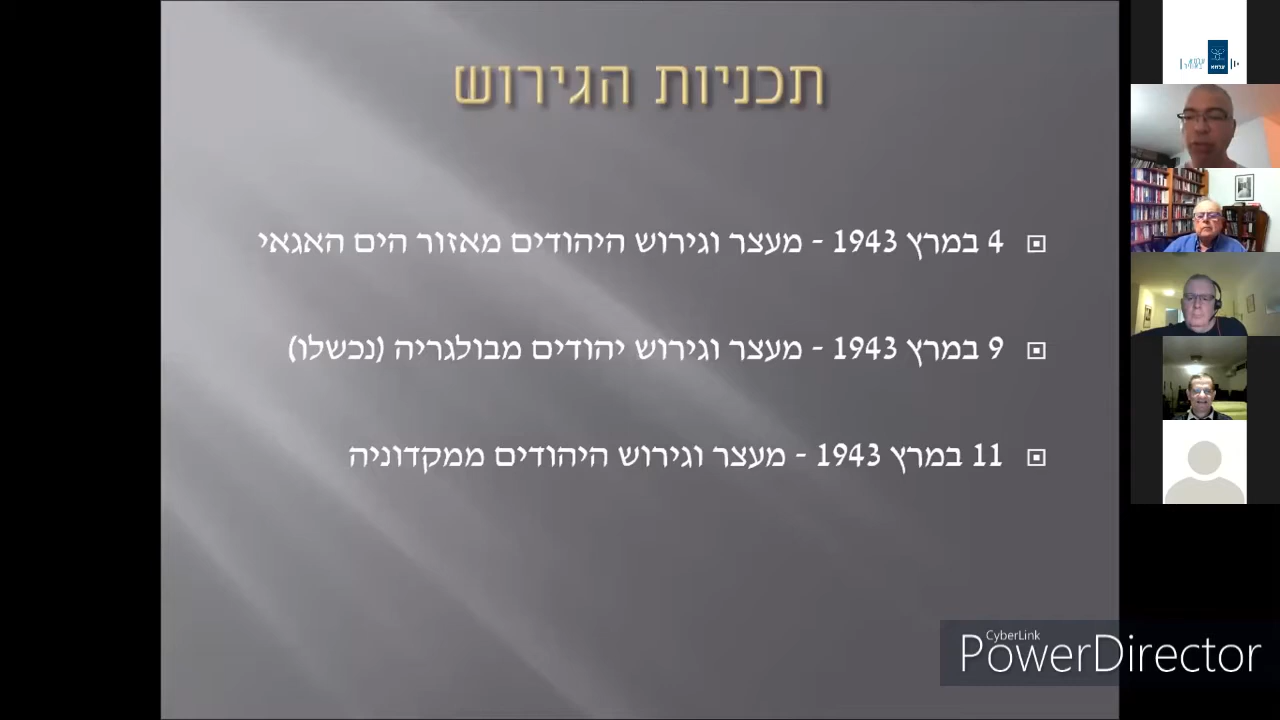 תכניות הגירוש
4 במרץ 1943 - מעצר וגירוש היהודים מאזור הים האגאי
9 במרץ 1943 - מעצר וגירוש יהודים מבולגריה (נכשלו)
11 במרץ 1943 - מעצר וגירוש היהודים ממקדוניה
עלמא
CyberLink
PowerDirector